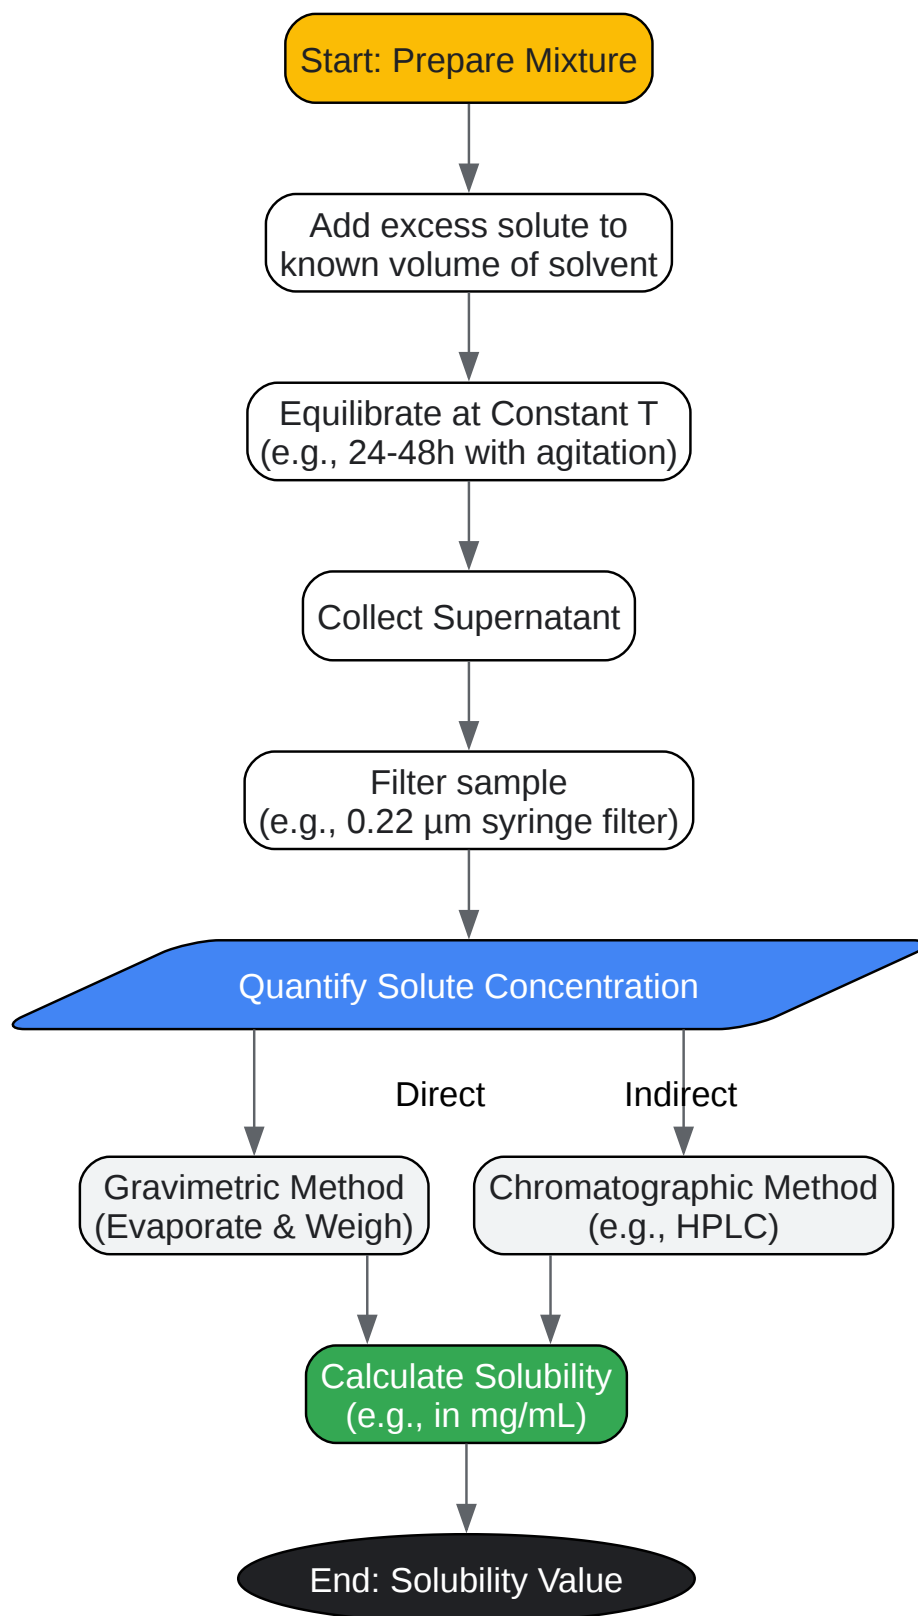 Start: Prepare Mixture
Add excess solute to
known volume of solvent
Equilibrate at Constant T
(e.g., 24-48h with agitation)
Collect Supernatant
Filter sample
(e.g., 0.22 µm syringe filter)
Quantify Solute Concentration
Direct
Indirect
Gravimetric Method
(Evaporate & Weigh)
Chromatographic Method
(e.g., HPLC)
Calculate Solubility
(e.g., in mg/mL)
End: Solubility Value